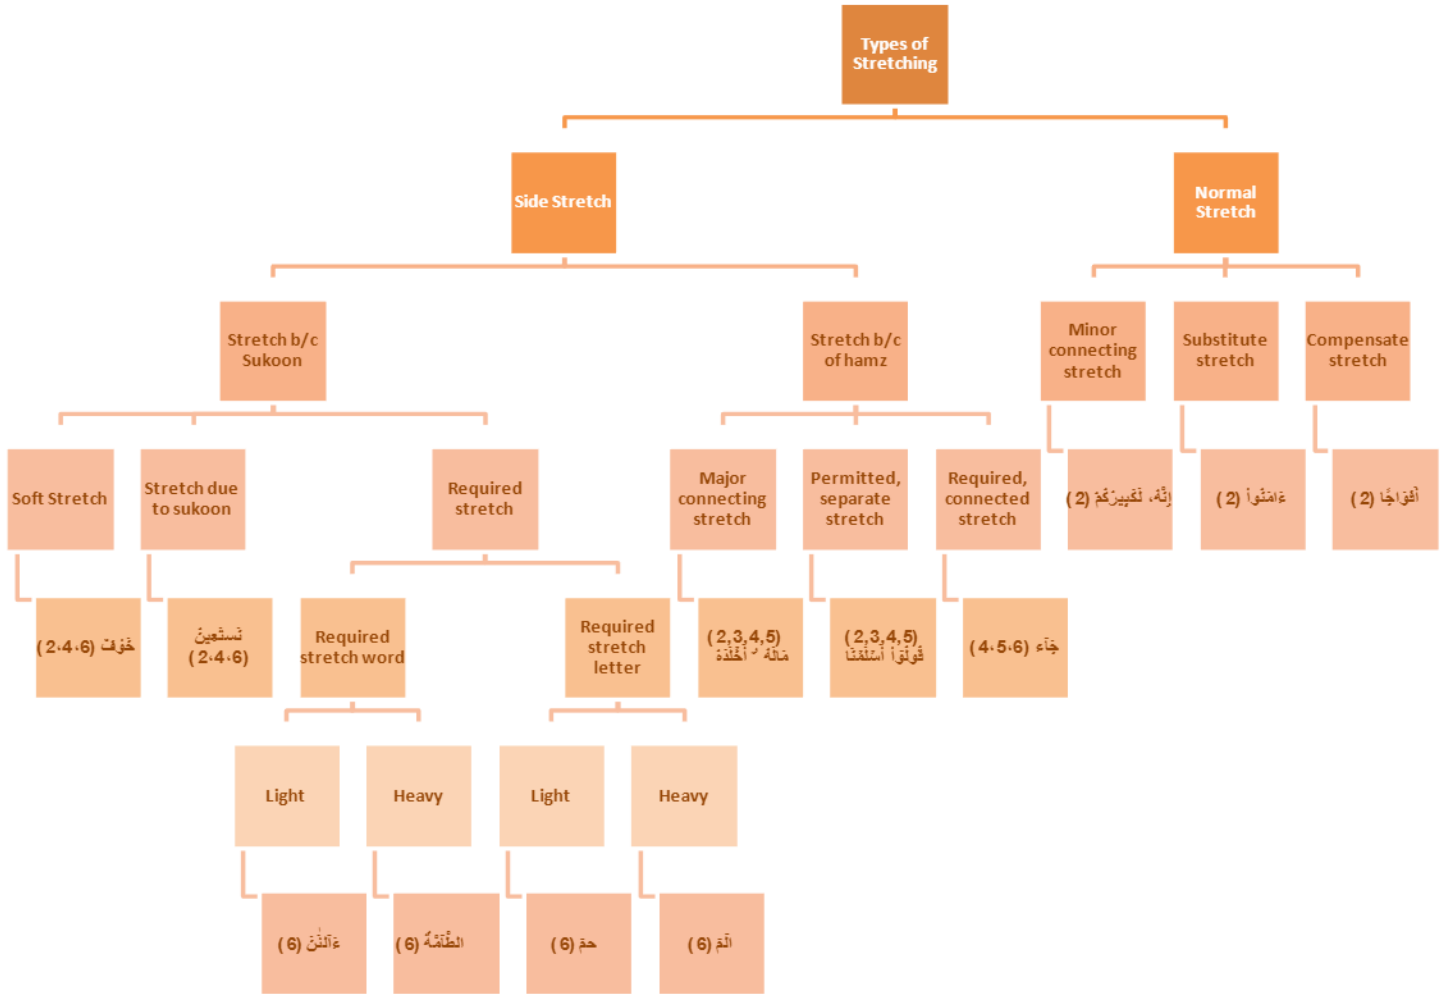 Types of
Stretching
Side Stretch
Normal
Stretch
Stretch b/c
Sukoon
Stretch b/c
of hamz
Minor
connecting
stretch
Substitute
stretch
Compensate
stretch
Soft Stretch
Stretch due
to sukoon
Required
stretch
Major
connecting
stretch
Permitted,
separate
stretch
Required,
connected
stretch
(2)
ءَامَنُواْ (2)
أَفْوَاجًا (2)
خَوْفْ (2،4،6)
نَستَعِينْ
(2،4،6)
Required
stretch word
Required
stretch
letter
(2,3,4,5)
مَالَهُ ۥ أَخْلَدَهُ
(2,3,4,5)
قُولُوٓاْ أَسْلَمْنَا
جَآء (4،5،6)
Light
Heavy
Light
Heavy
(6)
الطَّآمَّةُ (6)
حمٓ (6)
الٓمٓ (6)